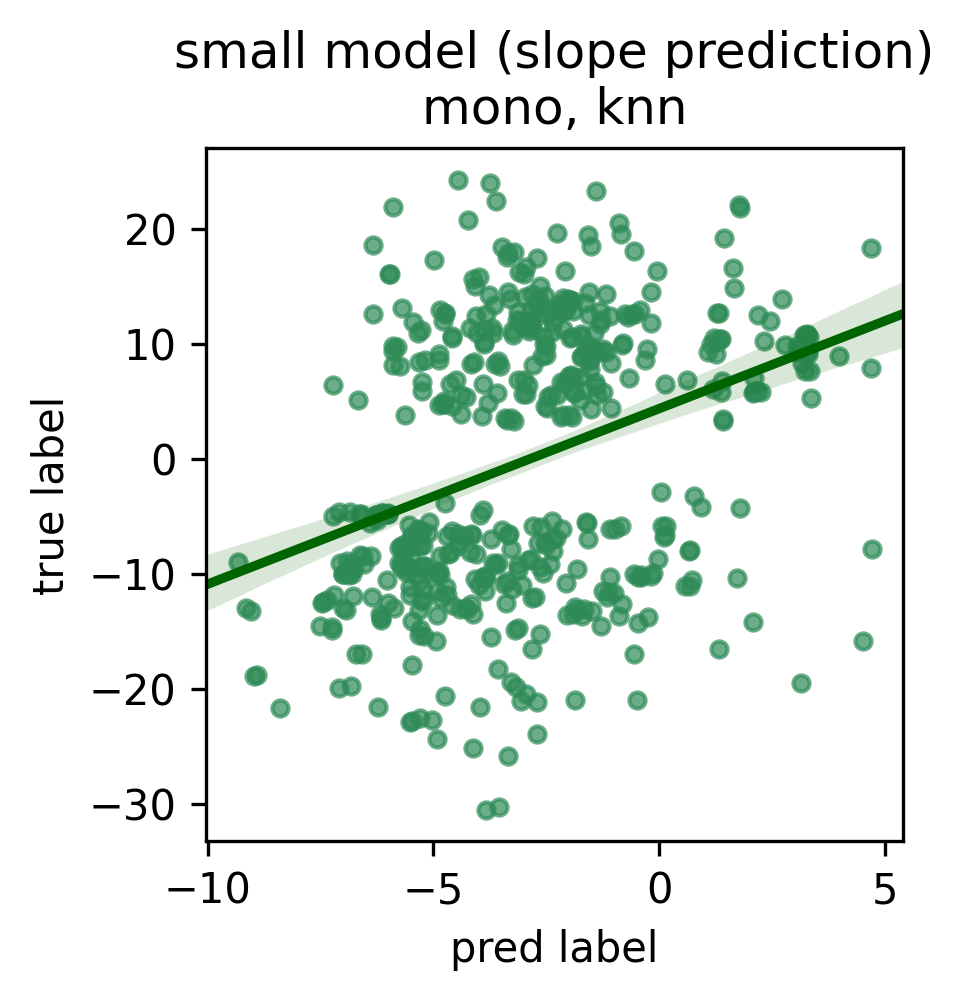 small model (slope prediction)
mono, knn
20
10
0
−10
−20
−30
true label
−10
−5
0
5
pred label